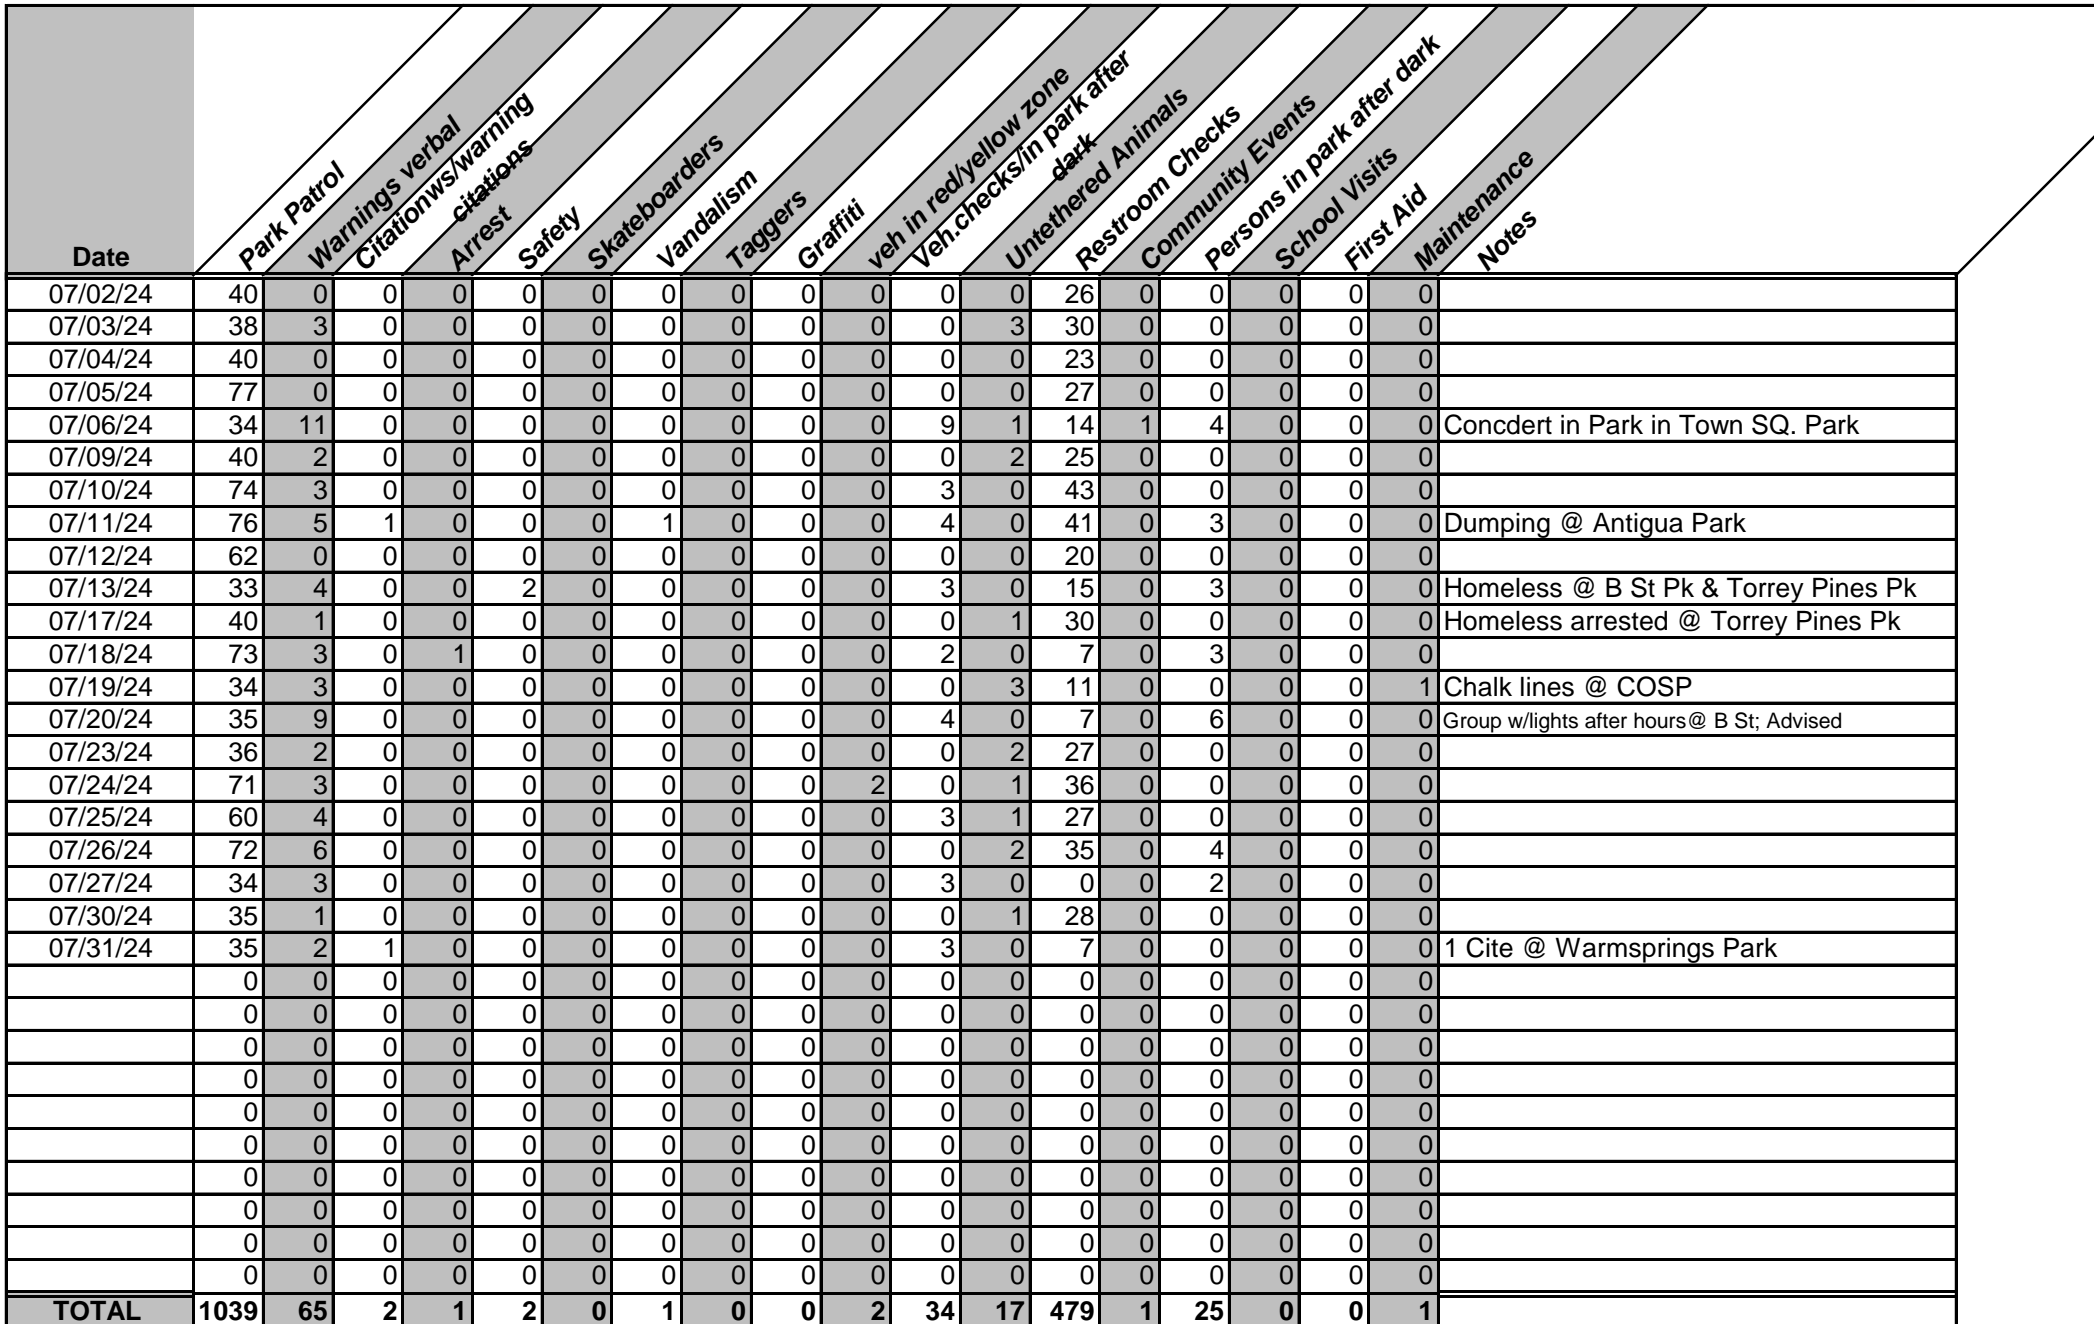 Date Park Patrol Warnings verbal Citationws/warning citations Arrest Safety Skateboarders Vandalism Taggers Graffiti veh in red/yellow zone Veh.checks/in park after dark Untethered Animals Restroom Checks Community Events Persons in park after dark School Visits First Aid Maintenance Notes
07/02/24 40 0 0 0 0 0 0 0 0 0 0 0 26 0 0 0 0 0
07/03/24 38 3 0 0 0 0 0 0 0 0 0 3 30 0 0 0 0 0
07/04/24 40 0 0 0 0 0 0 0 0 0 0 0 23 0 0 0 0 0
07/05/24 77 0 0 0 0 0 0 0 0 0 0 0 27 0 0 0 0 0
07/06/24 34 11 0 0 0 0 0 0 0 0 9 1 14 1 4 0 0 0 Concdert in Park in Town SQ. Park
07/09/24 40 2 0 0 0 0 0 0 0 0 0 2 25 0 0 0 0 0
07/10/24 74 3 0 0 0 0 0 0 0 0 3 0 43 0 0 0 0 0
07/11/24 76 5 1 0 0 0 1 0 0 0 4 0 41 0 3 0 0 0 Dumping @ Antigua Park
07/12/24 62 0 0 0 0 0 0 0 0 0 0 0 20 0 0 0 0 0
07/13/24 33 4 0 0 2 0 0 0 0 0 3 0 15 0 3 0 0 0 Homeless @ B St Pk & Torrey Pines Pk
07/17/24 40 1 0 0 0 0 0 0 0 0 0 1 30 0 0 0 0 0 Homeless arrested @ Torrey Pines Pk
07/18/24 73 3 0 1 0 0 0 0 0 0 2 0 7 0 3 0 0 0
07/19/24 34 3 0 0 0 0 0 0 0 0 0 3 11 0 0 0 0 1 Chalk lines @ COSP
07/20/24 35 9 0 0 0 0 0 0 0 0 4 0 7 0 6 0 0 0 Group w/lights after hours@ B St; Advised
07/23/24 36 2 0 0 0 0 0 0 0 0 0 2 27 0 0 0 0 0
07/24/24 71 3 0 0 0 0 0 0 0 2 0 1 36 0 0 0 0 0
07/25/24 60 4 0 0 0 0 0 0 0 0 3 1 27 0 0 0 0 0
07/26/24 72 6 0 0 0 0 0 0 0 0 0 2 35 0 4 0 0 0
07/27/24 34 3 0 0 0 0 0 0 0 0 3 0 0 0 2 0 0 0
07/30/24 35 1 0 0 0 0 0 0 0 0 0 1 28 0 0 0 0 0
07/31/24 35 2 1 0 0 0 0 0 0 0 3 0 7 0 0 0 0 0 1 Cite @ Warmsprings Park
0 0 0 0 0 0 0 0 0 0 0 0 0 0 0 0 0 0
0 0 0 0 0 0 0 0 0 0 0 0 0 0 0 0 0 0
0 0 0 0 0 0 0 0 0 0 0 0 0 0 0 0 0 0
0 0 0 0 0 0 0 0 0 0 0 0 0 0 0 0 0 0
0 0 0 0 0 0 0 0 0 0 0 0 0 0 0 0 0 0
0 0 0 0 0 0 0 0 0 0 0 0 0 0 0 0 0 0
0 0 0 0 0 0 0 0 0 0 0 0 0 0 0 0 0 0
0 0 0 0 0 0 0 0 0 0 0 0 0 0 0 0 0 0
0 0 0 0 0 0 0 0 0 0 0 0 0 0 0 0 0 0
0 0 0 0 0 0 0 0 0 0 0 0 0 0 0 0 0 0
TOTAL 1039 65 2 1 2 0 1 0 0 2 34 17 479 1 25 0 0 1